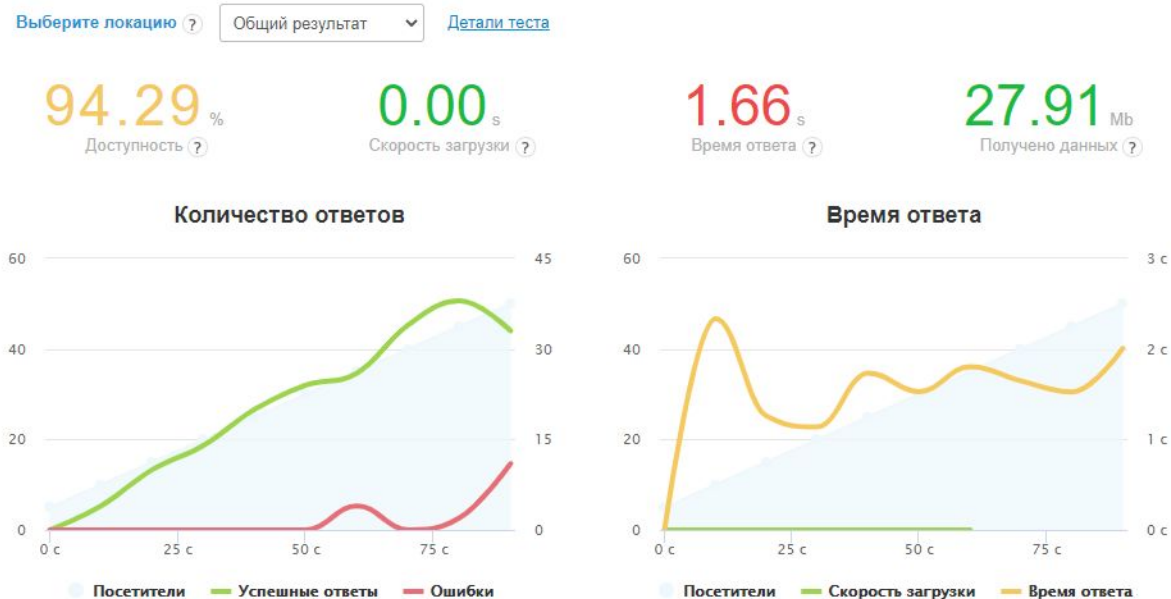 Выберите локацию ? Общий результат Детали теста
94.29 % 0.00 s 1.66 s 27.91 Mb
Доступность ? Скорость загрузки ? Время ответа ? Получено данных ?
Количество ответов
60 45
40 30
20 15
0 0
0 с 25 с 50 с 75 с
Посетители Успешные ответы Ошибки
Время ответа
60 3 с
40 2 с
20 1 с
0 0 с
0 с 25 с 50 с 75 с
Посетители Скорость загрузки Время ответа